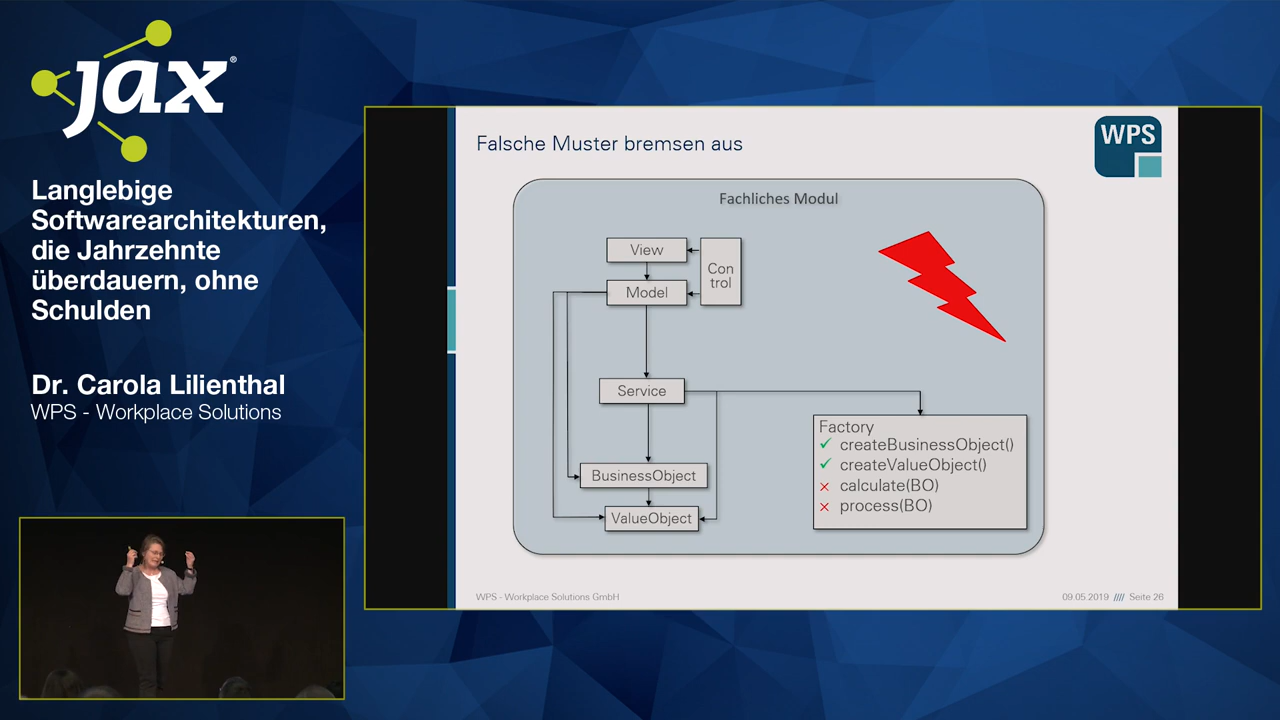 jax®
Langlebige
Softwarearchitekturen,
die Jahrzehnte
überdauern, ohne
Schulden
Dr. Carola Lilienthal
WPS - Workplace Solutions
Falsche Muster bremsen aus
WPS
Fachliches Modul
View
Con
trol
Model
Service
Factory
✓ createBusinessObject()
✓ createValueObject()
× calculate(BO)
× process(BO)
BusinessObject
ValueObject
WPS - Workplace Solutions GmbH
09.05.2019 //// Seite 26